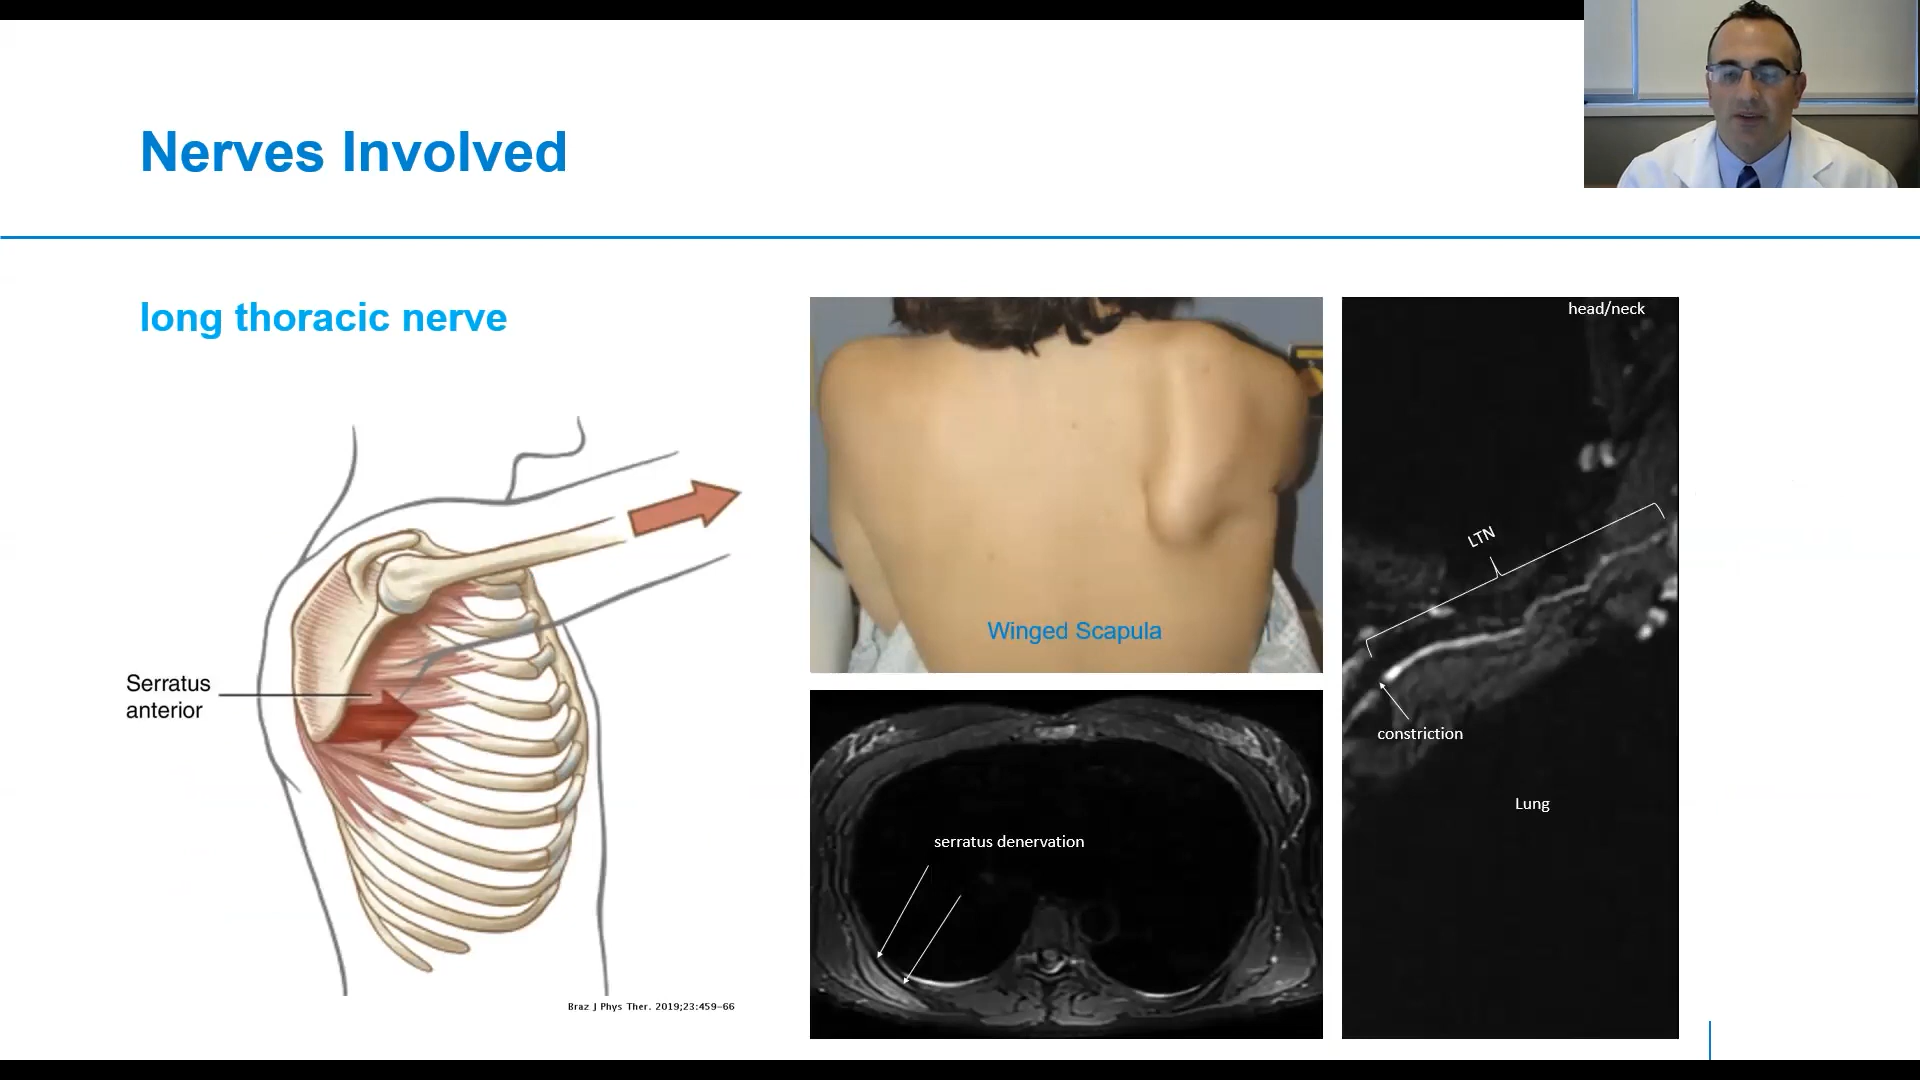 Nerves Involved
long thoracic nerve
Serratus
anterior
Braz J Phys Ther. 2019;23:459–66
Winged Scapula
serratus denervation
head/neck
LTN
constriction
Lung